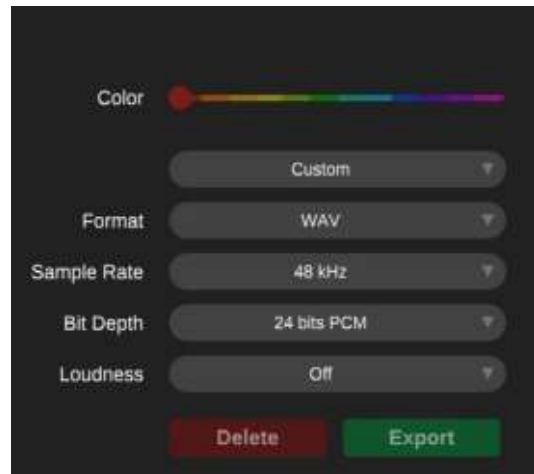 Color
Custom
Format WAV
Sample Rate 48 kHz
Bit Depth 24 bits PCM
Loudness Off
Delete Export